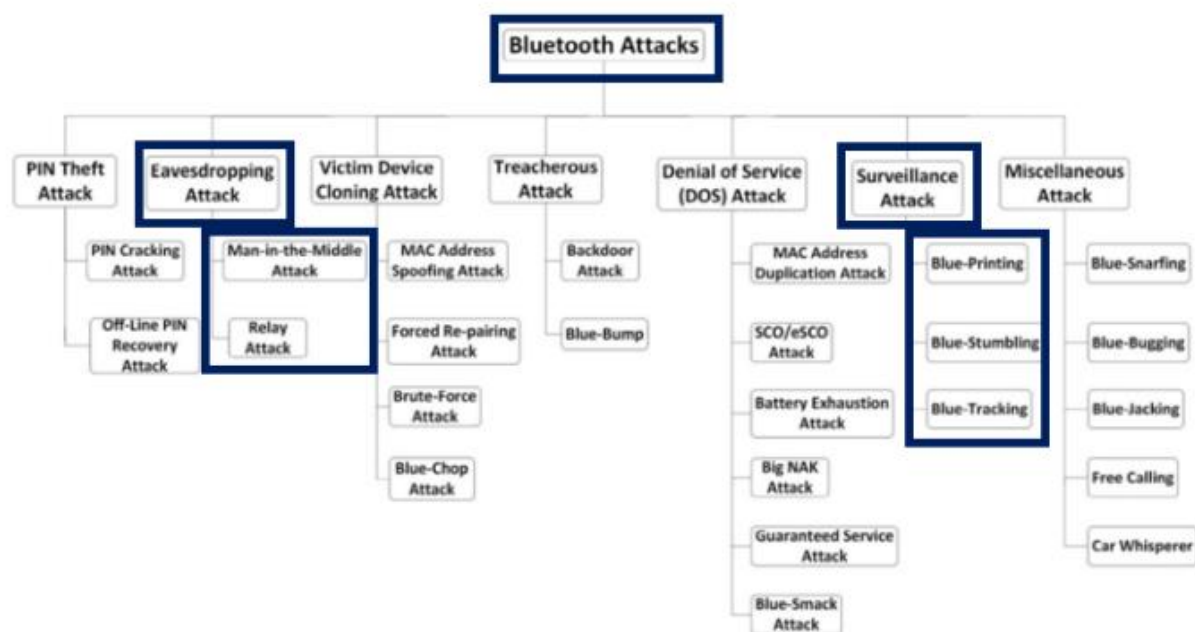 Bluetooth Attacks
PIN Theft
Attack
Eavesdropping
Attack
Victim Device
Cloning Attack
Treacherous
Attack
Denial of Service
(DOS) Attack
Surveillance
Attack
Miscellaneous
Attack
PIN Cracking
Attack
Off-Line PIN
Recovery
Attack
Man-in-the-Middle
Attack
Relay
Attack
MAC Address
Spoofing Attack
Forced Re-pairing
Attack
Brute-Force
Attack
Blue-Chop
Attack
Backdoor
Attack
Blue-Bump
MAC Address
Duplication Attack
SCO/eSCO
Attack
Battery Exhaustion
Attack
Big NAK
Attack
Guaranteed Service
Attack
Blue-Smack
Attack
Blue-Printing
Blue-Stumbling
Blue-Tracking
Blue-Snarfing
Blue-Bugging
Blue-Jacking
Free Calling
Car Whisperer